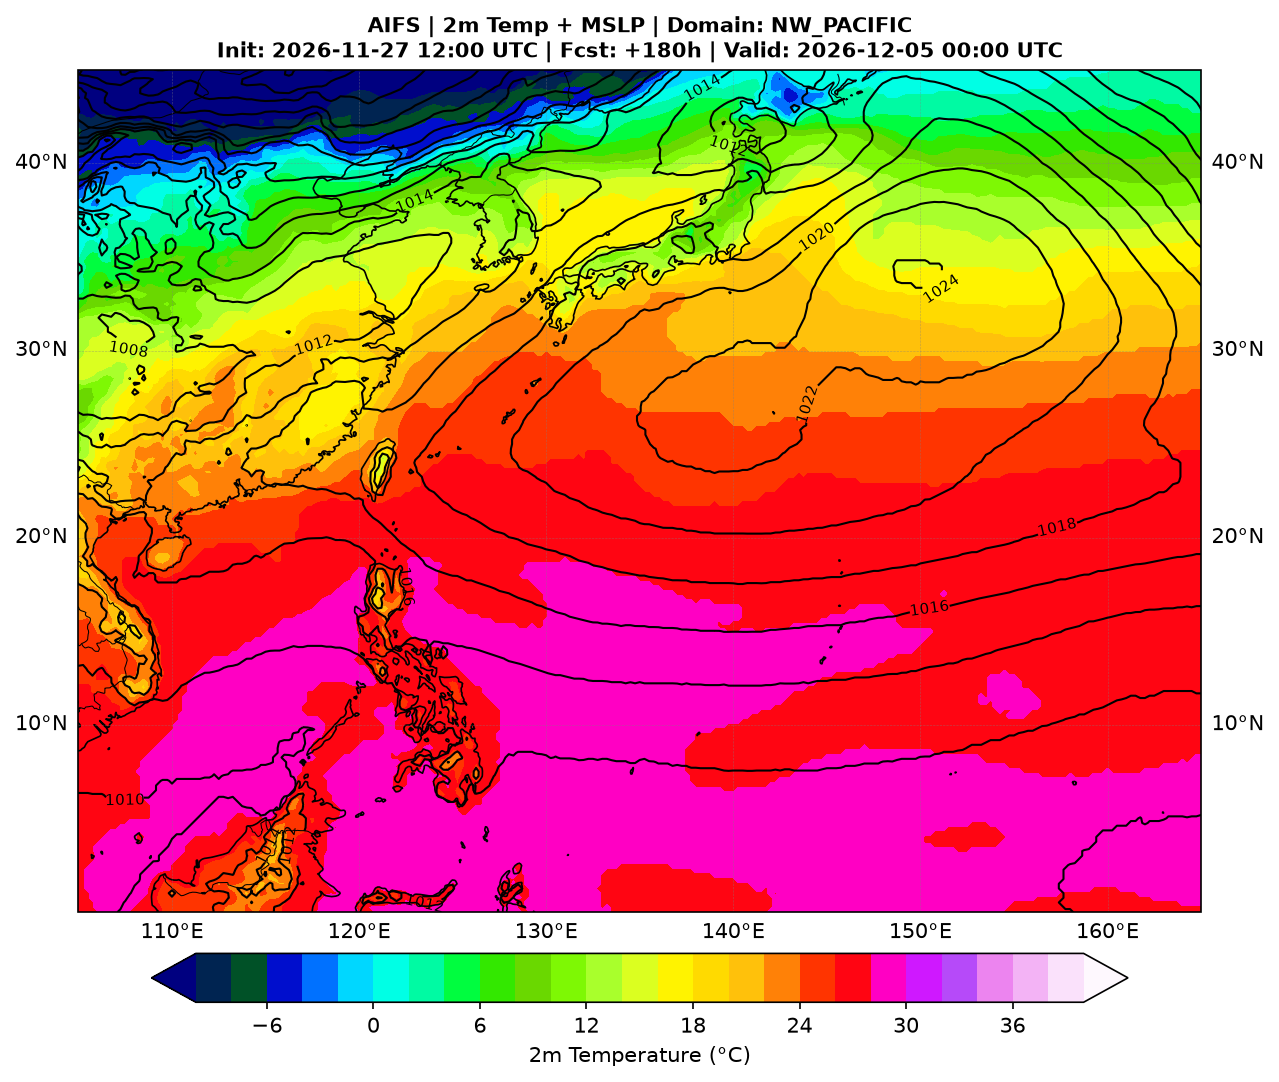 AIFS | 2m Temp + MSLP | Domain: NW_PACIFIC
Init: 2026-11-27 12:00 UTC | Fcst: +180h | Valid: 2026-12-05 00:00 UTC
1014
40°N
40°N
1014
1020
1024
1012
1008
30°N
30°N
1022
1018
20°N
20°N
1016
1016
10°N
10°N
1010
1012
110°E
120°E
130°E
140°E
150°E
160°E
−6
0
6
12
18
24
30
36
2m Temperature (°C)